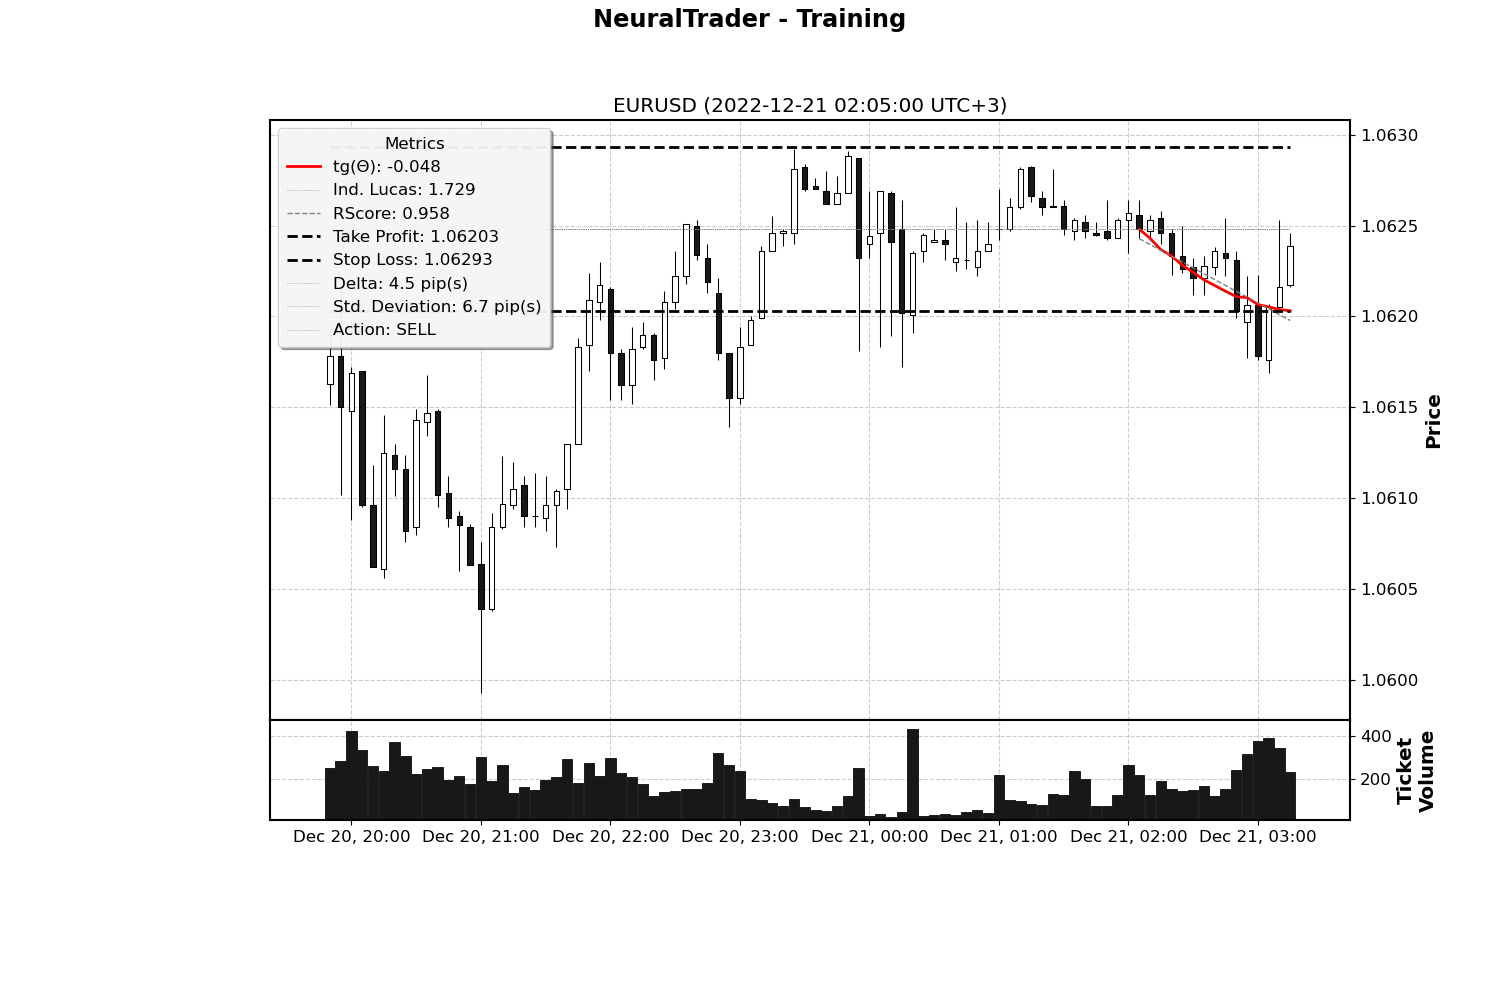 NeuralTrader - Training
EURUSD (2022-12-21 02:05:00 UTC+3)
Metrics
tg(Θ): -0.048
Ind. Lucas: 1.729
RScore: 0.958
Take Profit: 1.06203
Stop Loss: 1.06293
Delta: 4.5 pip(s)
Std. Deviation: 6.7 pip(s)
Action: SELL
1.0630
1.0625
1.0620
1.0615
1.0610
1.0605
1.0600
Price
400
200
Ticket
Volume
Dec 20, 20:00 Dec 20, 21:00 Dec 20, 22:00 Dec 20, 23:00 Dec 21, 00:00 Dec 21, 01:00 Dec 21, 02:00 Dec 21, 03:00